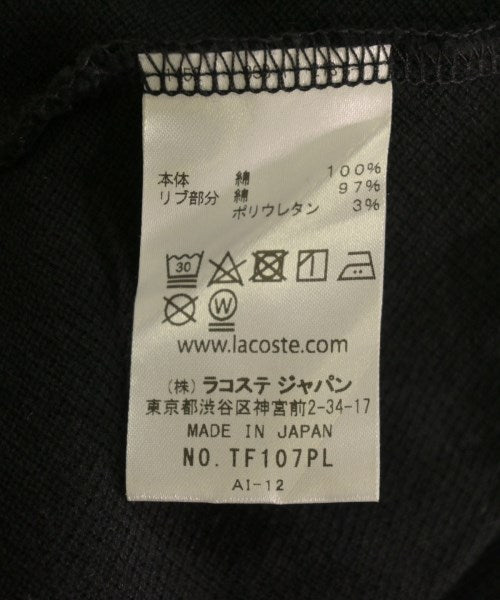 本体 綿 100%
リブ部分 綿 97%
ポリウレタン 3%
30
W
www.lacoste.com
(株) ラコステ ジャパン
東京都渋谷区神宮前2-34-17
MADE IN JAPAN
NO. TF107PL
AI-12